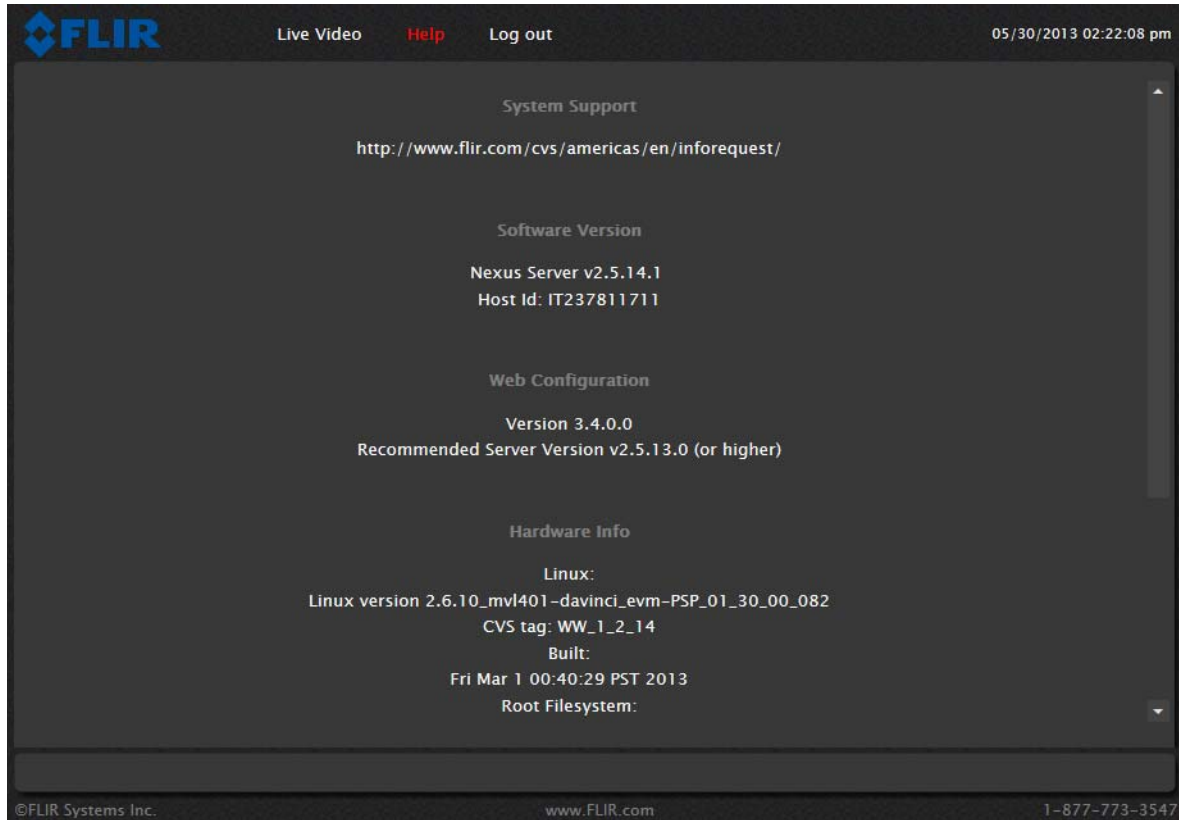 FLIR
Live Video Help Log out 05/30/2013 02:22:08 pm
System Support
http://www.flir.com/cvs/americas/en/inforequest/
Software Version
Nexus Server v2.5.14.1
Host Id: IT237811711
Web Configuration
Version 3.4.0.0
Recommended Server Version v2.5.13.0 (or higher)
Hardware Info
Linux:
Linux version 2.6.10_mvl401-davinci_evm-PSP_01_30_00_082
CVS tag: WW_1_2_14
Built:
Fri Mar 1 00:40:29 PST 2013
Root Filesystem:
©FLIR Systems Inc. www.FLIR.com 1-877-773-3547